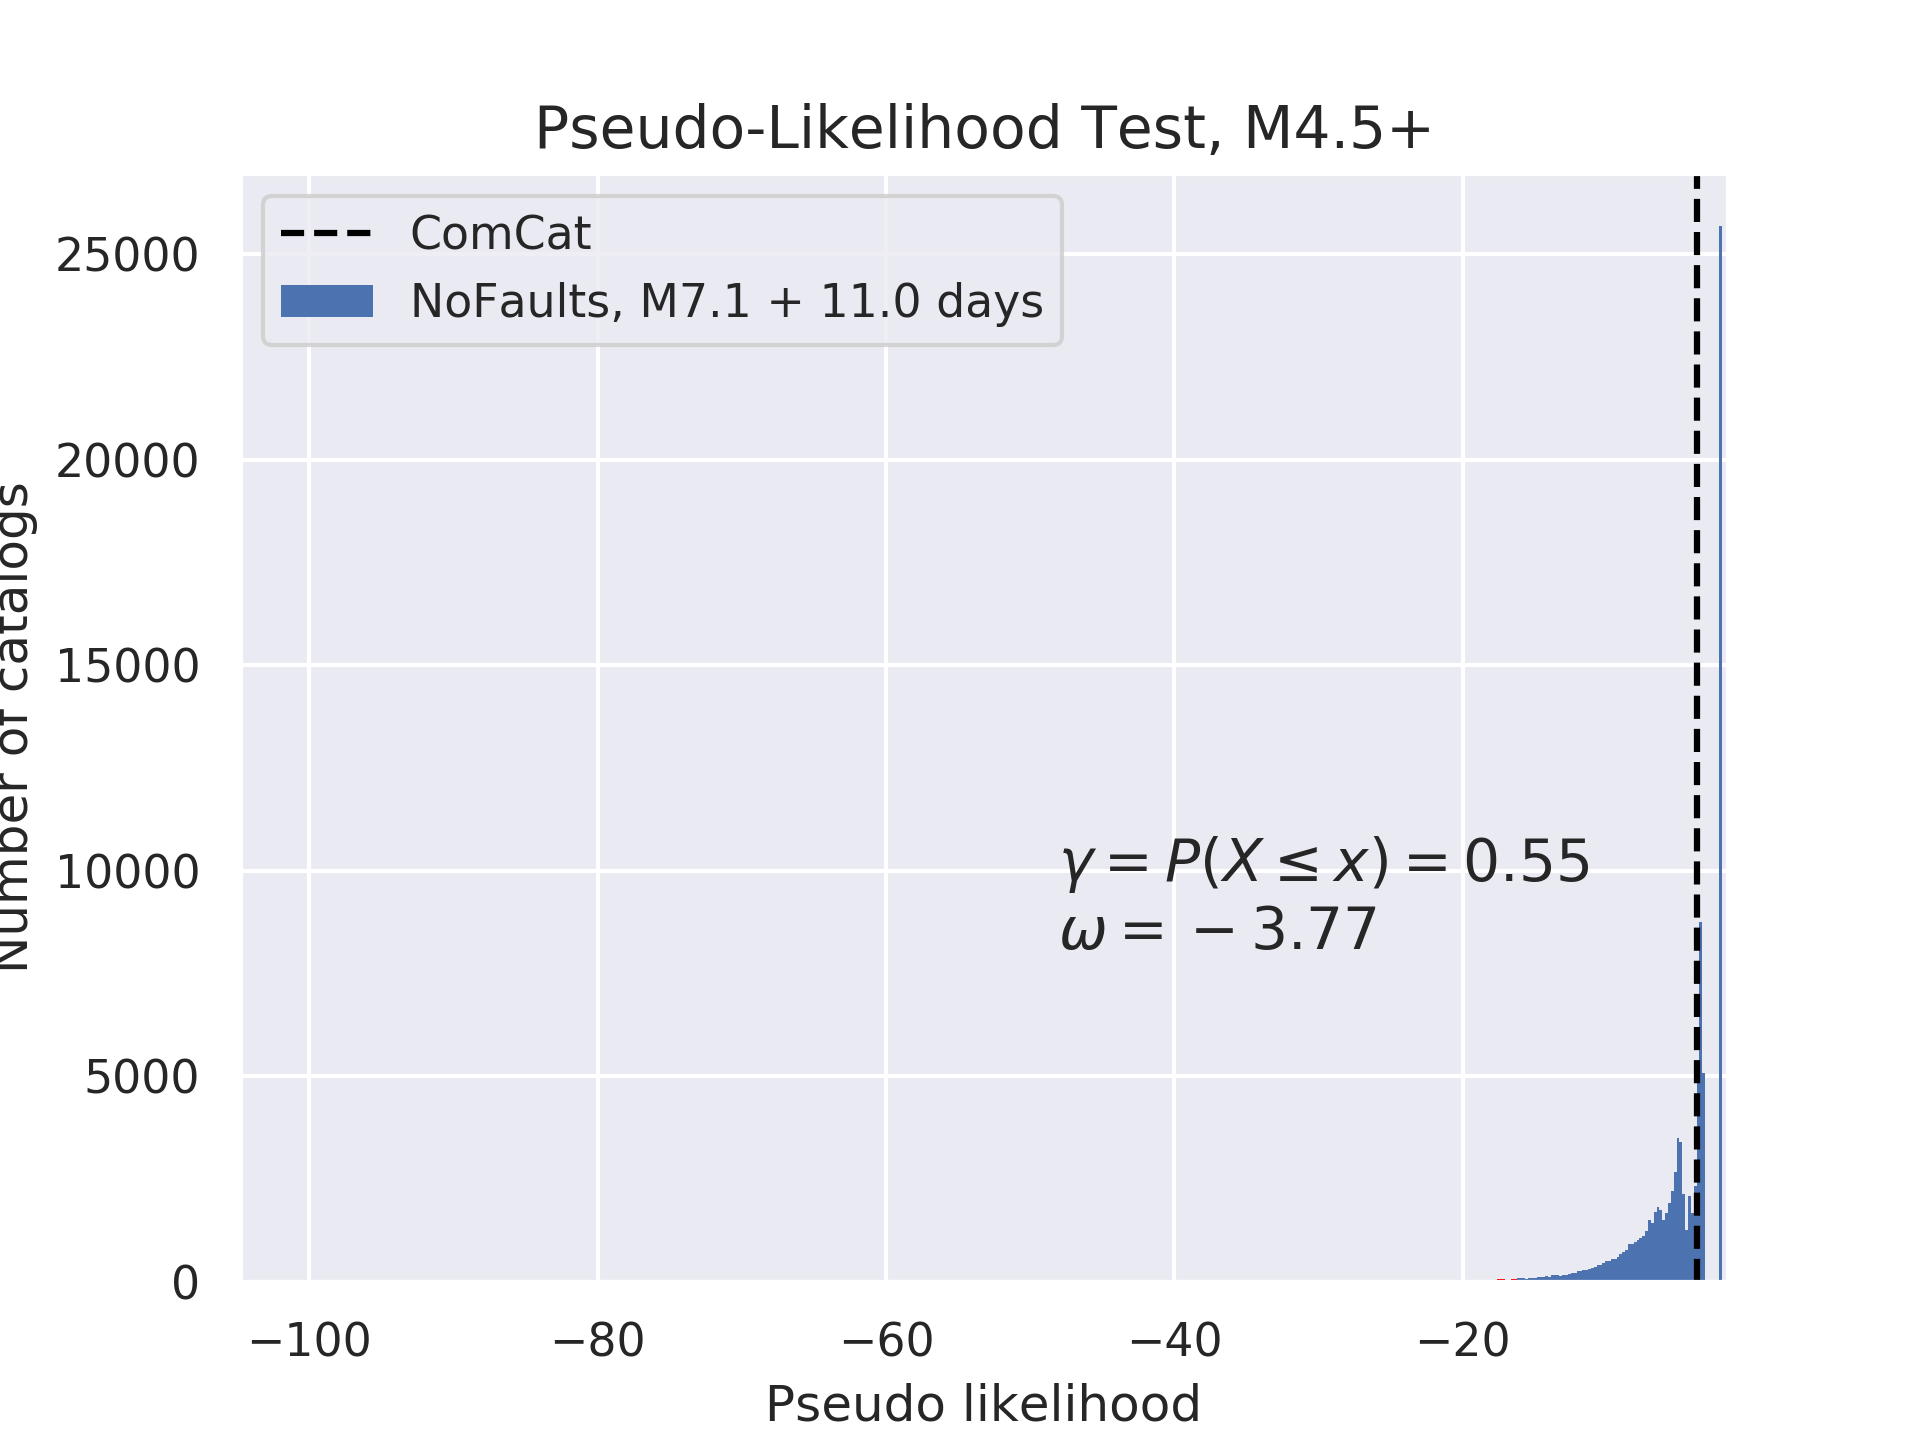 Pseudo-Likelihood Test, M4.5+
ComCat
NoFaults, M7.1 + 11.0 days
25000
20000
15000
10000
5000
0
Number of catalogs
γ = P(X ≤ x) = 0.55
ω = − 3.77
−100 −80 −60 −40 −20
Pseudo likelihood